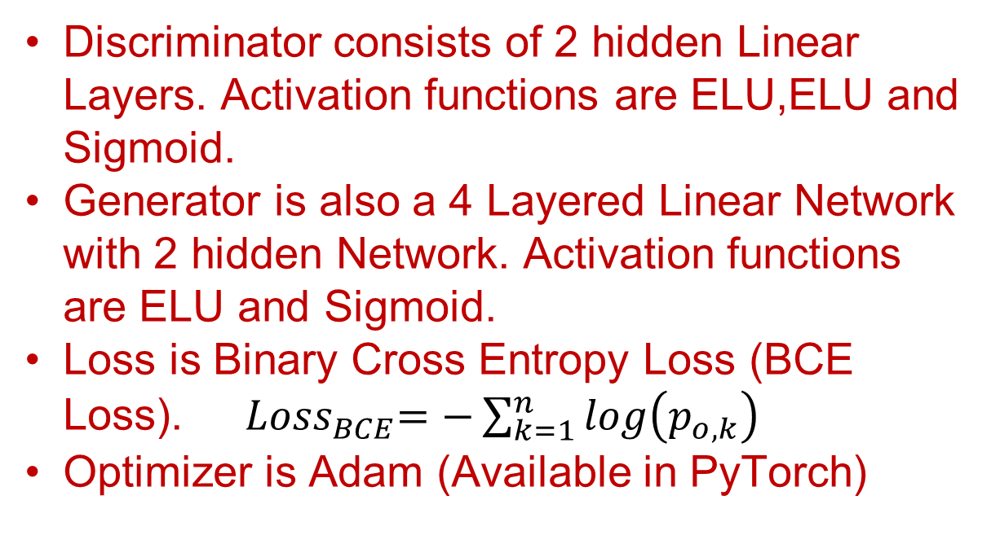 • Discriminator consists of 2 hidden Linear
Layers. Activation functions are ELU,ELU and
Sigmoid.
• Generator is also a 4 Layered Linear Network
with 2 hidden Network. Activation functions
are ELU and Sigmoid.
• Loss is Binary Cross Entropy Loss (BCE
Loss). $Loss_{BCE} = -\sum_{k=1}^{n} log(p_{o,k})$
• Optimizer is Adam (Available in PyTorch)